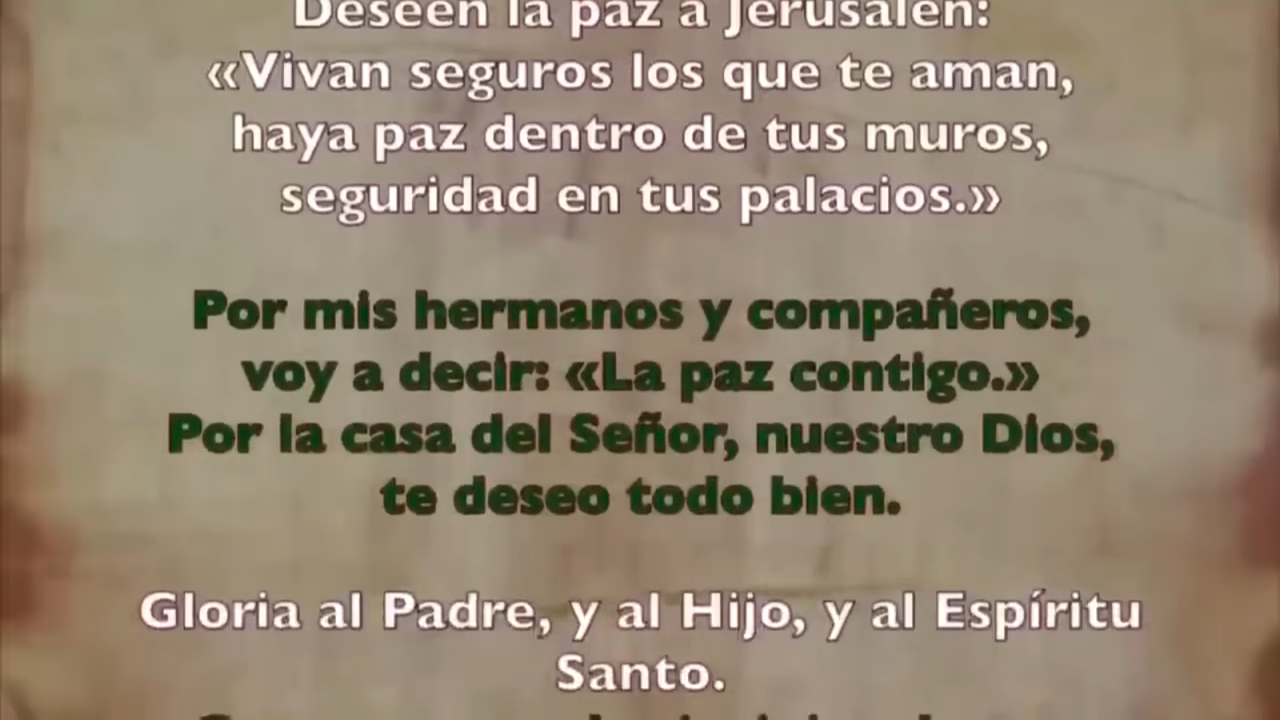 Deseen la paz a Jerusalén:
«Vivan seguros los que te aman,
haya paz dentro de tus muros,
seguridad en tus palacios.»
Por mis hermanos y compañeros,
voy a decir: «La paz contigo.»
Por la casa del Señor, nuestro Dios,
te deseo todo bien.
Gloria al Padre, y al Hijo, y al Espíritu
Santo.